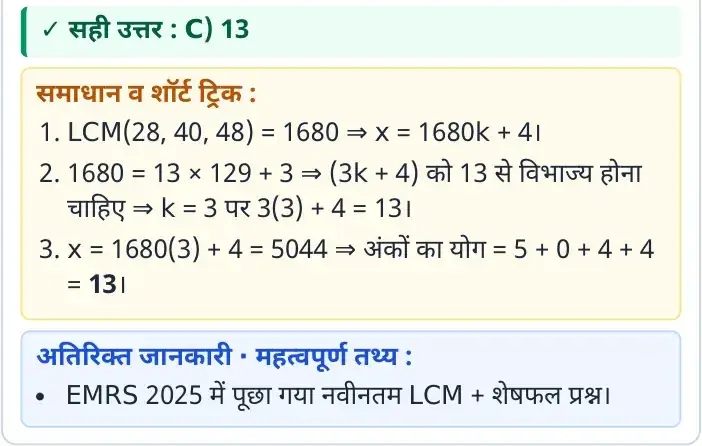 ✓ सही उत्तर : C) 13
समाधान व शॉर्ट ट्रिक :
1. LCM(28, 40, 48) = 1680 ⇒ x = 1680k + 4।
2. 1680 = 13 × 129 + 3 ⇒ (3k + 4) को 13 से विभाज्य होना
चाहिए ⇒ k = 3 पर 3(3) + 4 = 13।
3. x = 1680(3) + 4 = 5044 ⇒ अंकों का योग = 5 + 0 + 4 + 4
= 13।
अतिरिक्त जानकारी · महत्वपूर्ण तथ्य :
• EMRS 2025 में पूछा गया नवीनतम LCM + शेषफल प्रश्न।